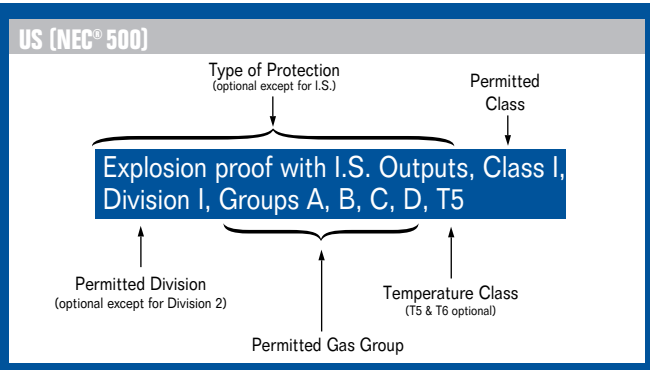 US (NEC® 500)
Type of Protection
(optional except for I.S.)
Permitted
Class
Explosion proof with I.S. Outputs, Class I,
Division I, Groups A, B, C, D, T5
Permitted Division
(optional except for Division 2)
Temperature Class
(T5 & T6 optional)
Permitted Gas Group